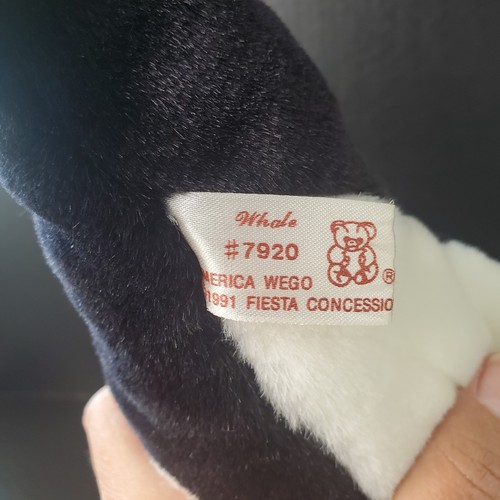 Whale
#7920
®
MERICA WEGO
1991 FIESTA CONCESSIO